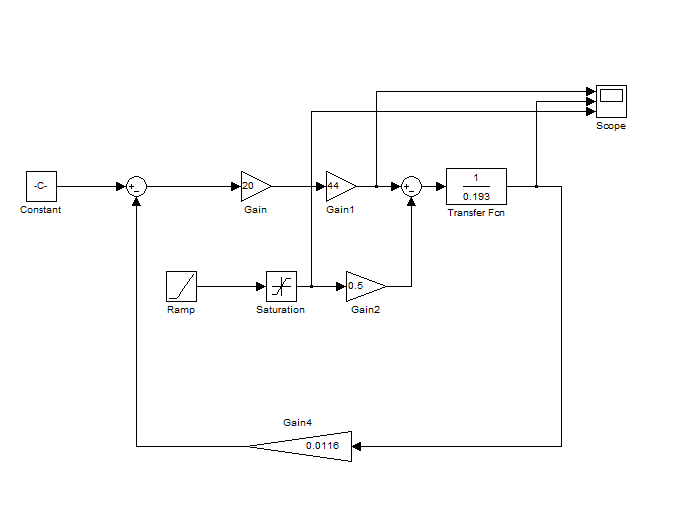 Scope
-C-
Constant
20
Gain
44
Gain1
1
0.193
Transfer Fcn
Ramp
Saturation
0.5
Gain2
Gain4
0.0116